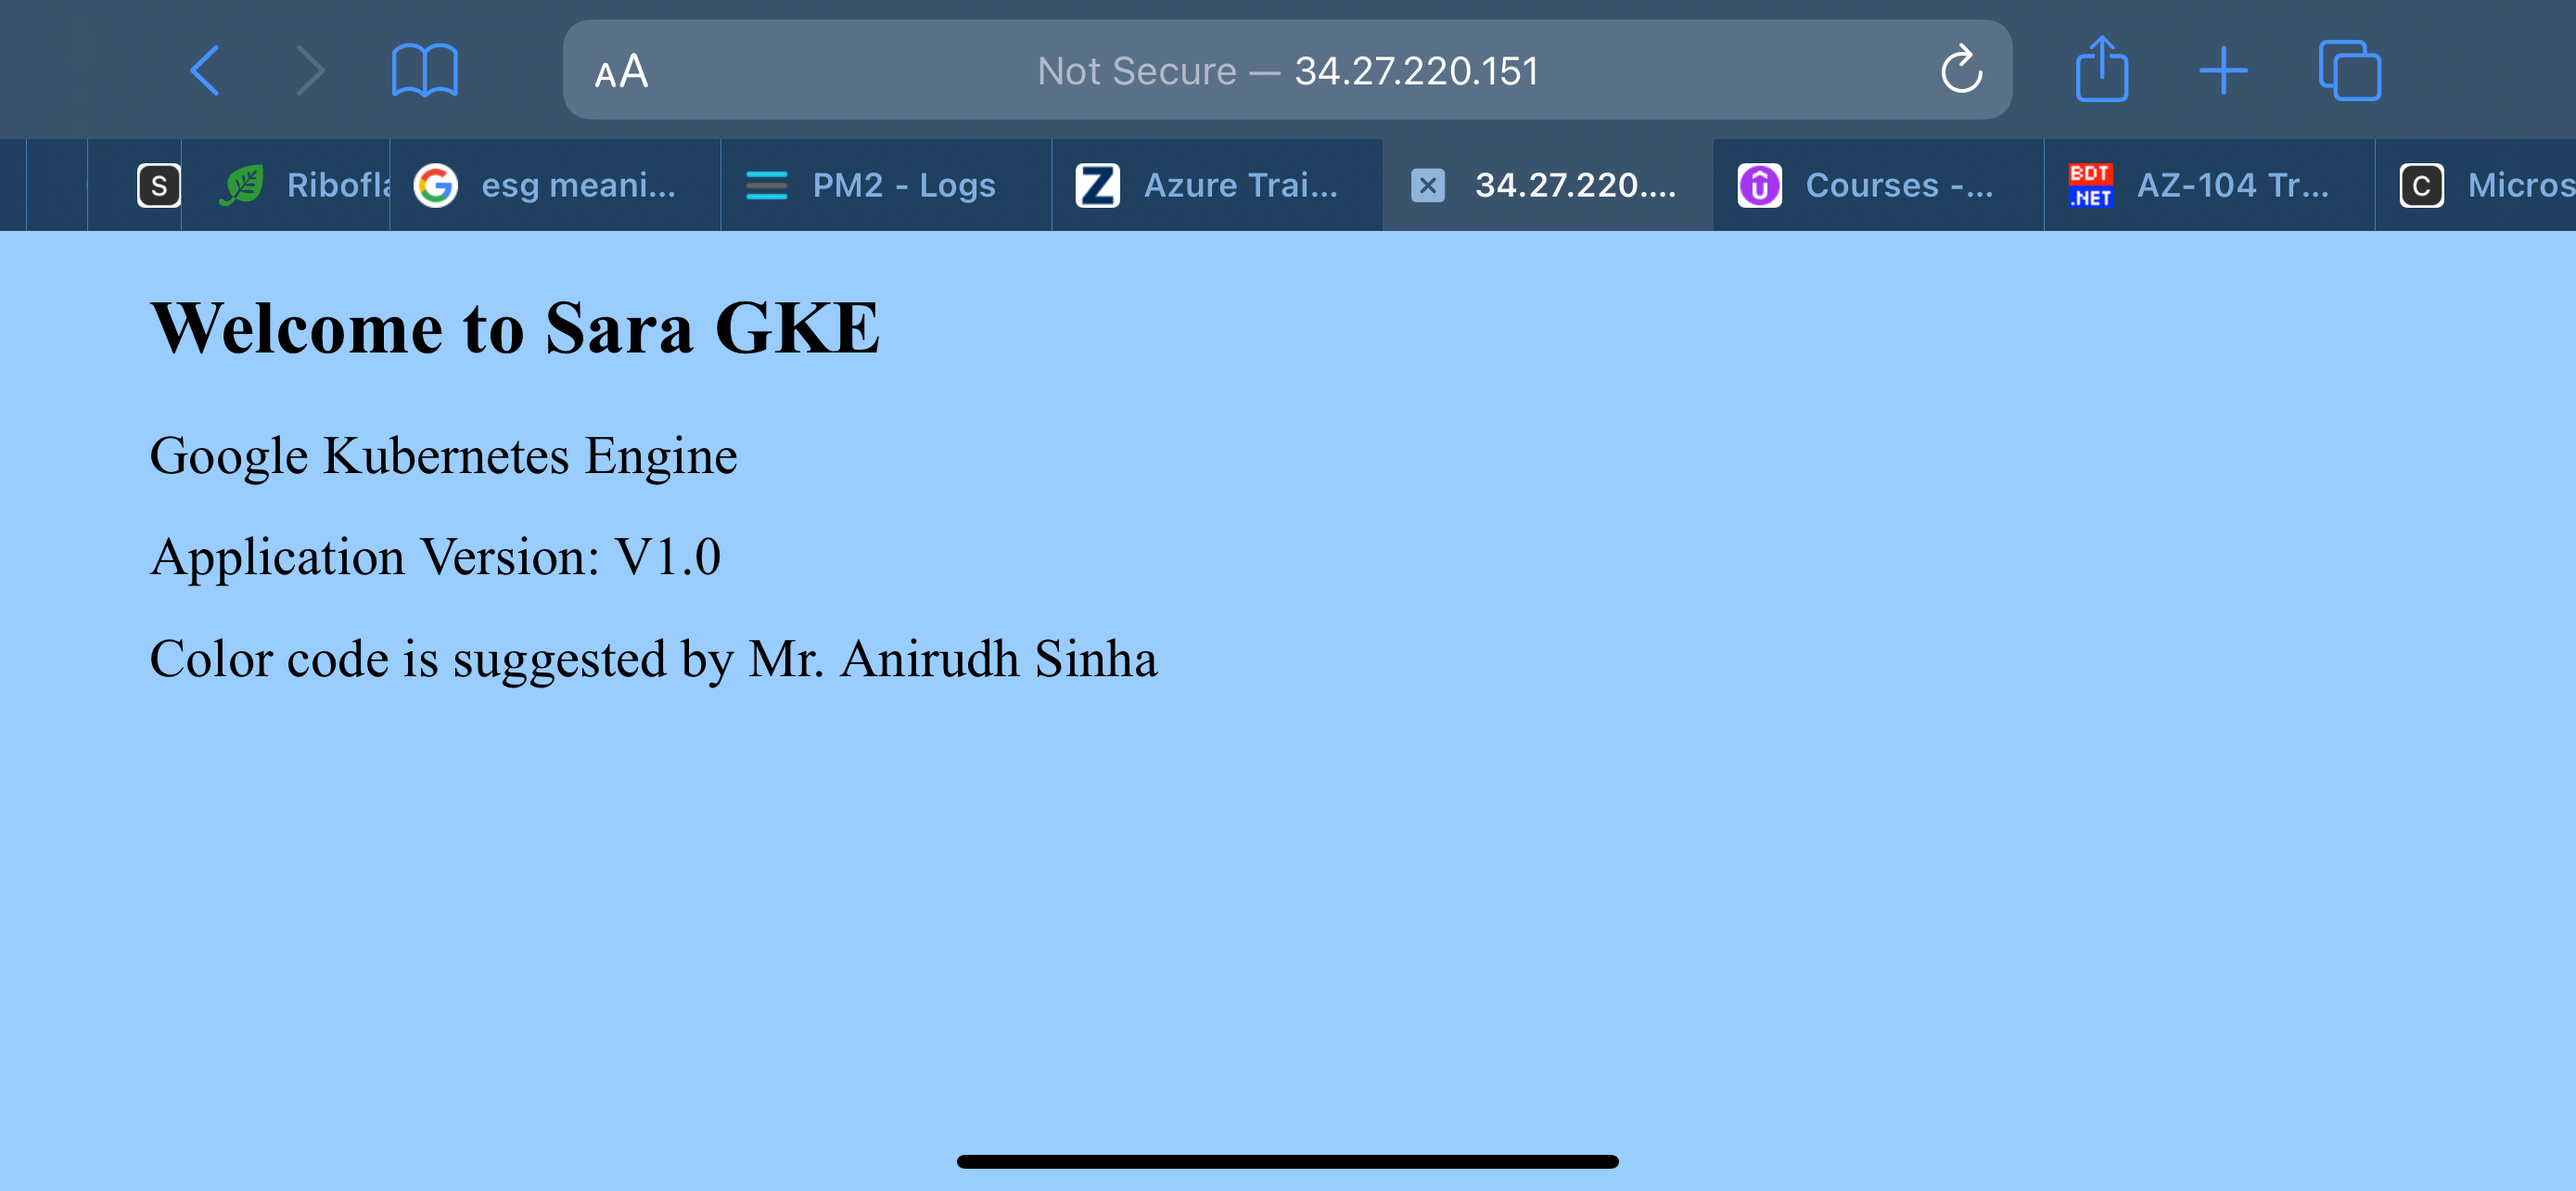 AA Not Secure — 34.27.220.151
S Ribofla esg meani... PM2 - Logs Azure Trai... 34.27.220.... Courses -... BDT .NET AZ-104 Tr... C Micros
Welcome to Sara GKE
Google Kubernetes Engine
Application Version: V1.0
Color code is suggested by Mr. Anirudh Sinha